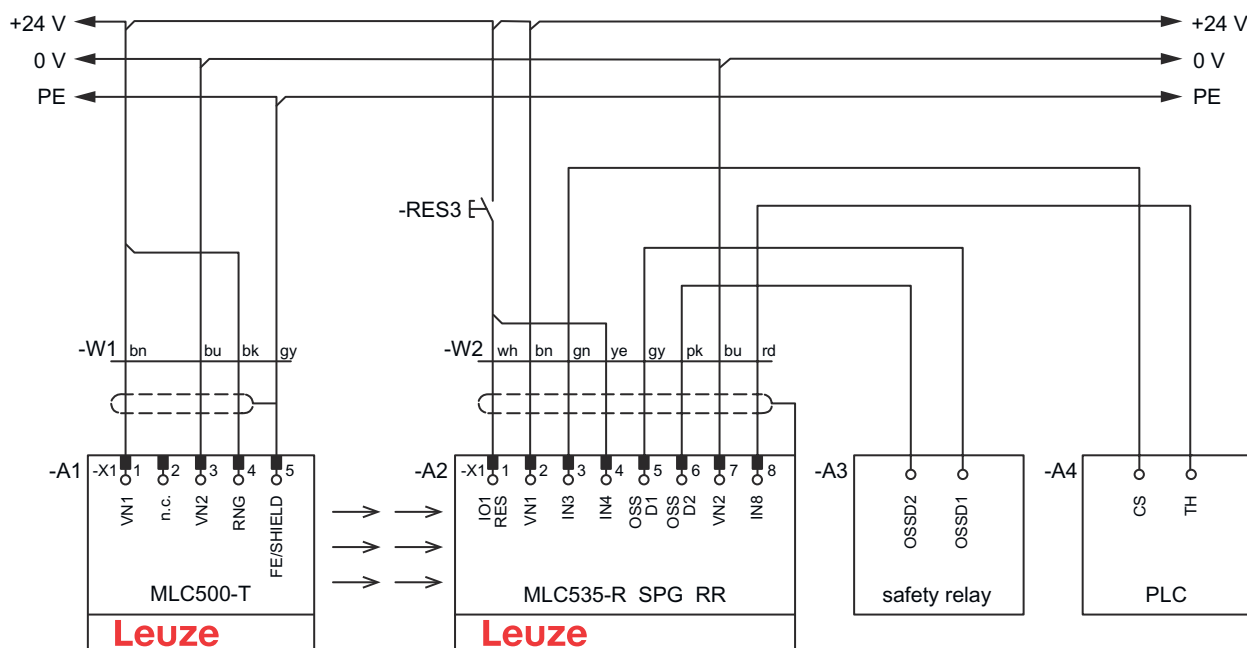 +24 V +24 V
0 V 0 V
PE PE
-RES3
-W1 bn bu bk gy
-W2 wh bn gn ye gy pk bu rd
-A1 -X1 1 2 3 4 5
VN1
n.c.
VN2
RNG
FE/SHIELD
MLC500-T
Leuze
-A2 -X1 1 2 3 4 5 6 7 8
IO1
RES
VN1
IN3
IN4
OSS
D1
OSS
D2
VN2
IN8
MLC535-R SPG RR
Leuze
-A3
OSSD2
OSSD1
safety relay
-A4
CS
TH
PLC